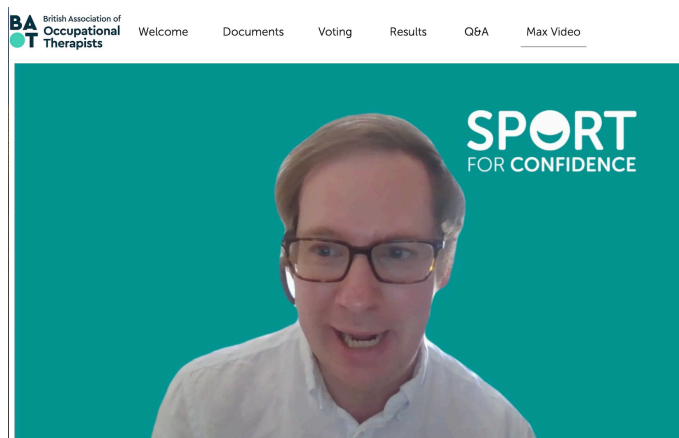 BA
OT
British Association of
Occupational
Therapists
Welcome Documents Voting Results Q&A Max Video
SPORT
FOR CONFIDENCE